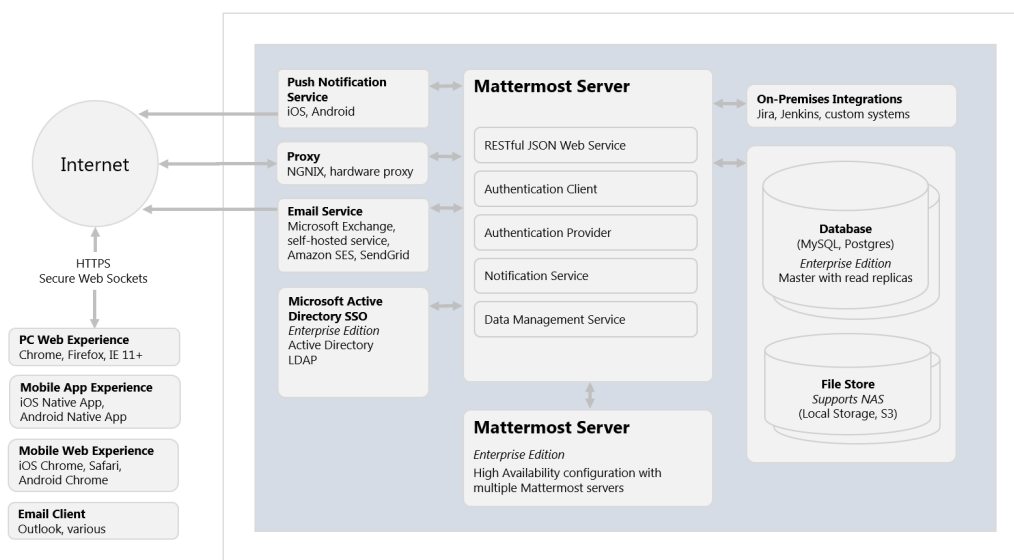 Internet
HTTPS
Secure Web Sockets
PC Web Experience
Chrome, Firefox, IE 11+
Mobile App Experience
iOS Native App,
Android Native App
Mobile Web Experience
iOS Chrome, Safari,
Android Chrome
Email Client
Outlook, various
Push Notification
Service
iOS, Android
Proxy
NGNIX, hardware proxy
Email Service
Microsoft Exchange,
self-hosted service,
Amazon SES, SendGrid
Microsoft Active
Directory SSO
Enterprise Edition
Active Directory
LDAP
Mattermost Server
RESTful JSON Web Service
Authentication Client
Authentication Provider
Notification Service
Data Management Service
Mattermost Server
Enterprise Edition
High Availability configuration with
multiple Mattermost servers
On-Premises Integrations
Jira, Jenkins, custom systems
Database
(MySQL, Postgres)
Enterprise Edition
Master with read replicas
File Store
Supports NAS
(Local Storage, S3)